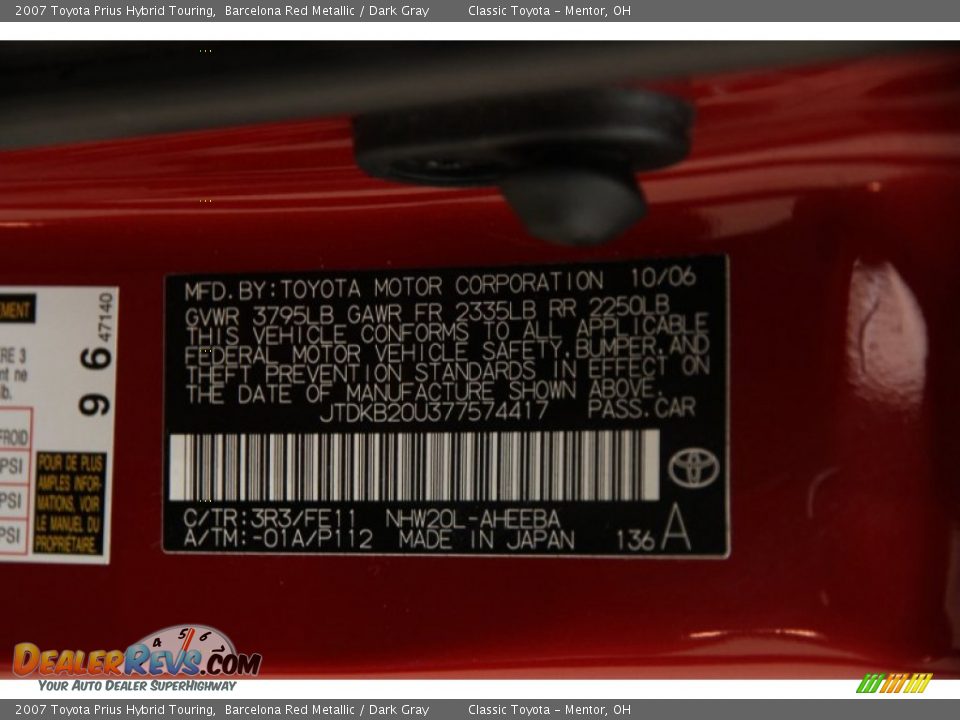 2007 Toyota Prius Hybrid Touring, Barcelona Red Metallic / Dark Gray Classic Toyota - Mentor, OH
MFD.BY:TOYOTA MOTOR CORPORATION 10/06
GVWR 3795LB GAWR FR 2335LB RR 2250LB
THIS VEHICLE CONFORMS TO ALL APPLICABLE
FEDERAL MOTOR VEHICLE SAFETY,BUMPER,AND
THEFT PREVENTION STANDARDS IN EFFECT ON
THE DATE OF MANUFACTURE SHOWN ABOVE.
JTDKB20U377574417 PASS.CAR
C/TR:3R3/FE11 NHW20L-AHEEBA
A/TM:-01A/P112 MADE IN JAPAN 136 A
47140
96
FROID
PSI
PSI
PSI
POUR DE PLUS
AMPLES INFOR-
MATIONS, VOIR
LE MANUEL DU
PROPRIÉTAIRE.
4 5 6
DEALERREVS.COM
YOUR AUTO DEALER SUPERHIGHWAY
2007 Toyota Prius Hybrid Touring, Barcelona Red Metallic / Dark Gray Classic Toyota - Mentor, OH